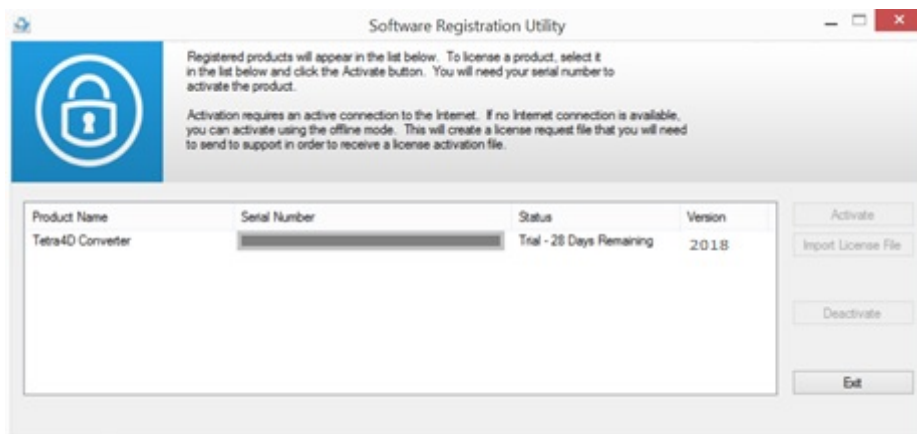 Software Registration Utility
Registered products will appear in the list below. To license a product, select it
in the list below and click the Activate button. You will need your serial number to
activate the product.
Activation requires an active connection to the Internet. If no Internet connection is available,
you can activate using the offline mode. This will create a license request file that you will need
to send to support in order to receive a license activation file.
Product Name Serial Number Status Version
Tetra4D Converter Trial - 28 Days Remaining 2018
Activate
Import License File
Deactivate
Exit